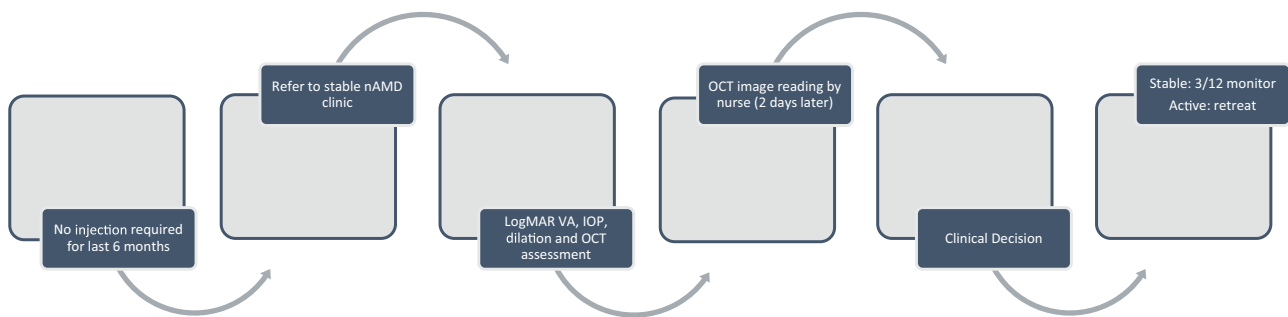 No injection required
for last 6 months
Refer to stable nAMD
clinic
LogMAR VA, IOP,
dilation and OCT
assessment
OCT image reading by
nurse (2 days later)
Clinical Decision
Stable: 3/12 monitor
Active: retreat